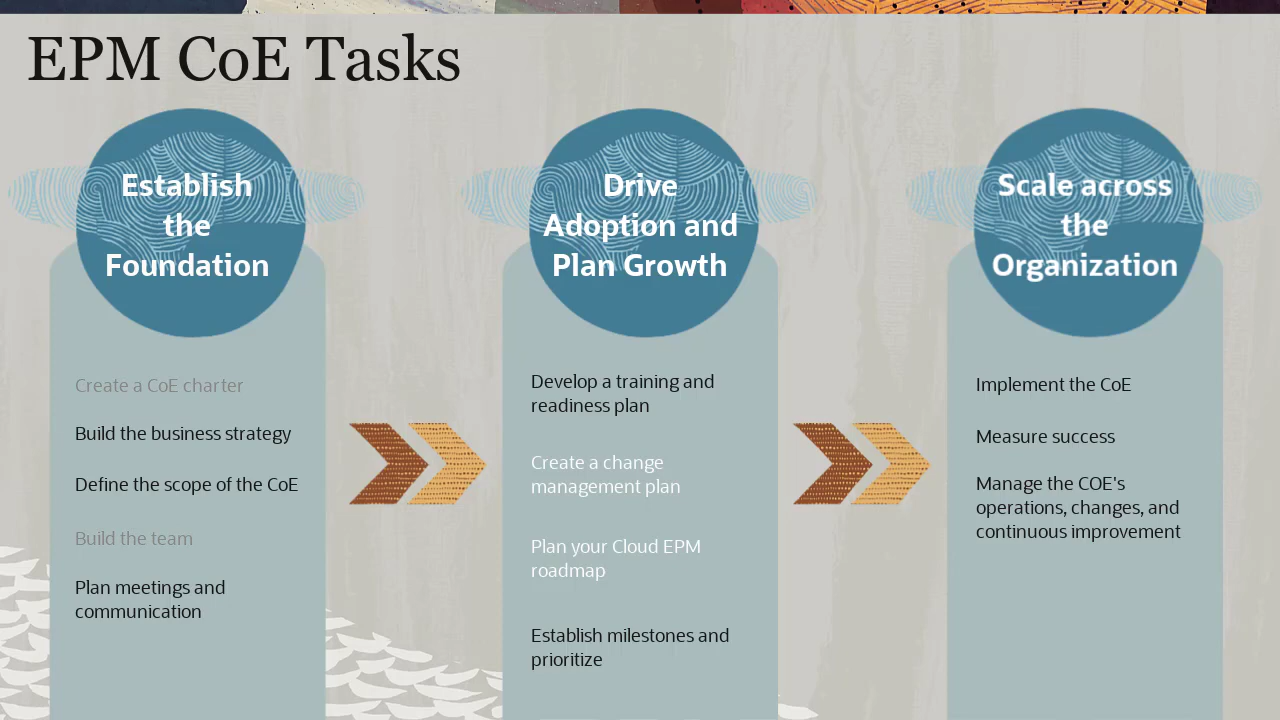 EPM CoE Tasks
Establish
the
Foundation
Create a CoE charter
Build the business strategy
Define the scope of the CoE
Build the team
Plan meetings and
communication
Drive
Adoption and
Plan Growth
Develop a training and
readiness plan
Create a change
management plan
Plan your Cloud EPM
roadmap
Establish milestones and
prioritize
Scale across
the
Organization
Implement the CoE
Measure success
Manage the COE's
operations, changes, and
continuous improvement